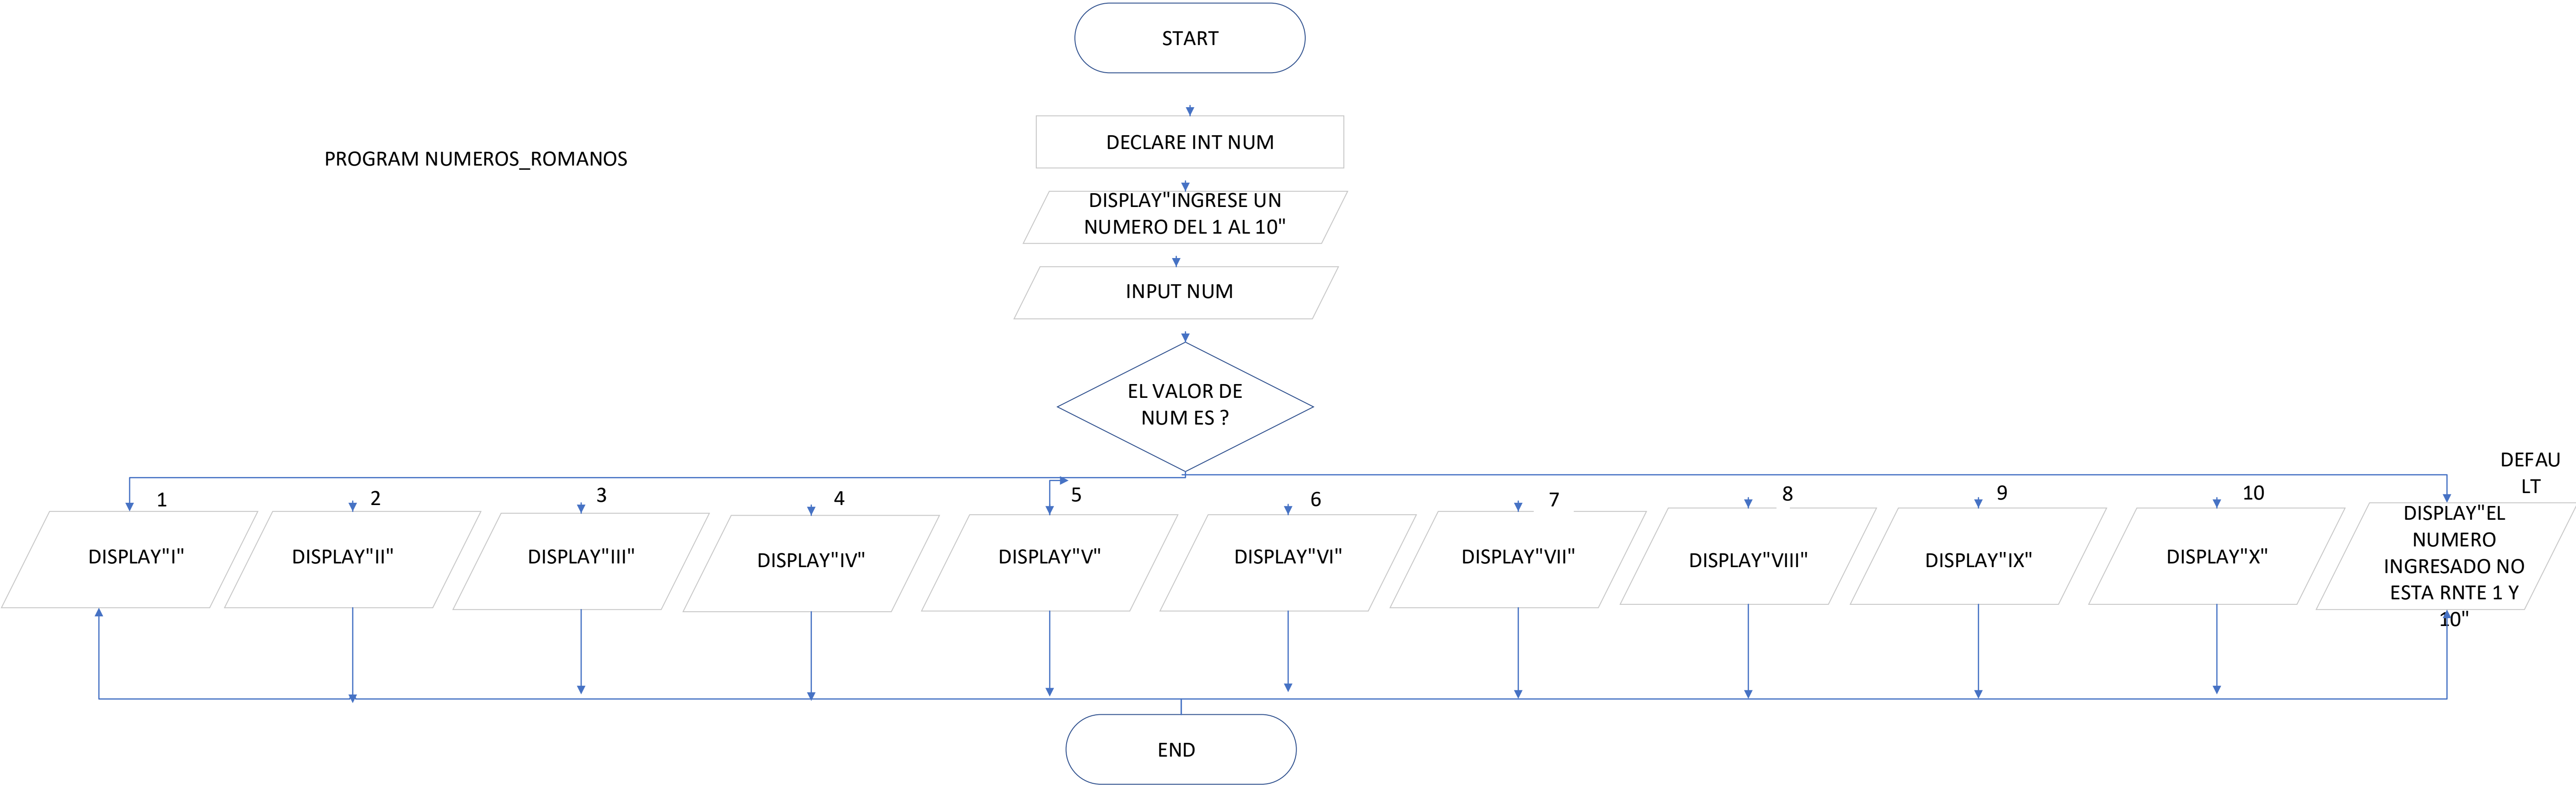 START
PROGRAM NUMEROS_ROMANOS
DECLARE INT NUM
DISPLAY"INGRESE UN
NUMERO DEL 1 AL 10"
INPUT NUM
EL VALOR DE
NUM ES ?
1
2
3
4
5
6
7
8
9
10
DEFAU
LT
DISPLAY"I"
DISPLAY"II"
DISPLAY"III"
DISPLAY"IV"
DISPLAY"V"
DISPLAY"VI"
DISPLAY"VII"
DISPLAY"VIII"
DISPLAY"IX"
DISPLAY"X"
DISPLAY"EL
NUMERO
INGRESADO NO
ESTA RNTE 1 Y
10"
END